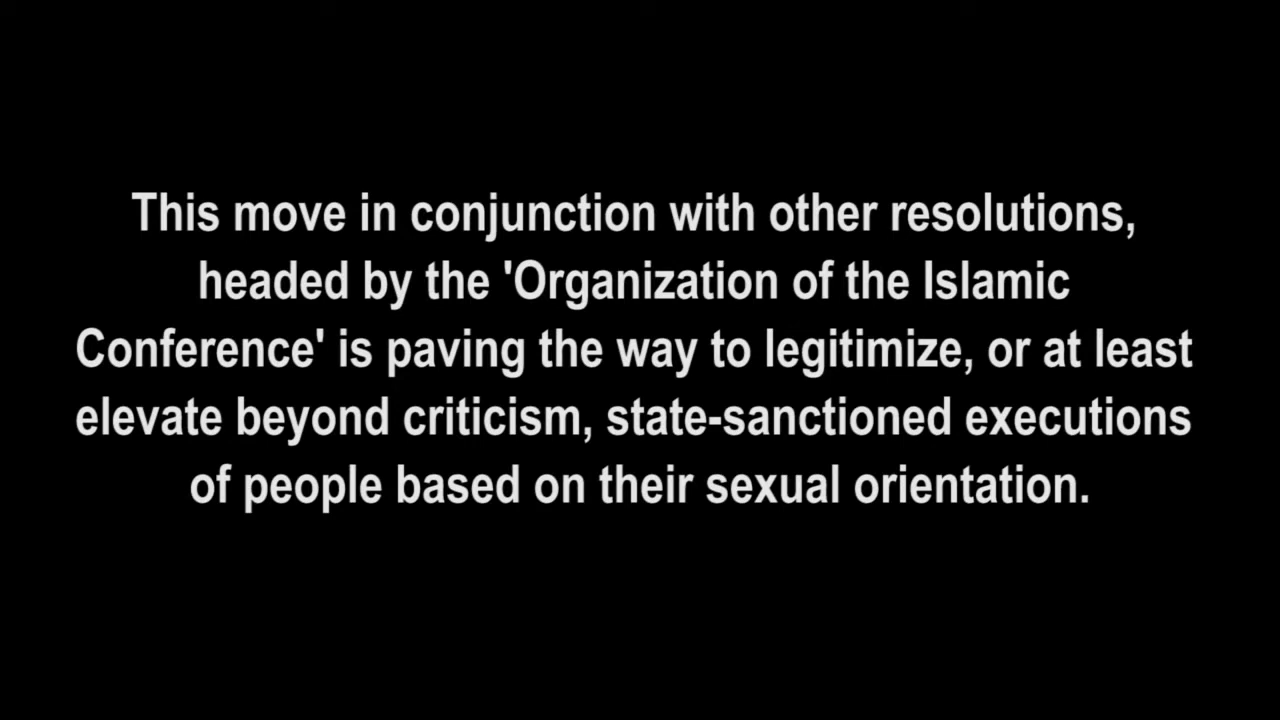 This move in conjunction with other resolutions,
headed by the 'Organization of the Islamic
Conference' is paving the way to legitimize, or at least
elevate beyond criticism, state-sanctioned executions
of people based on their sexual orientation.